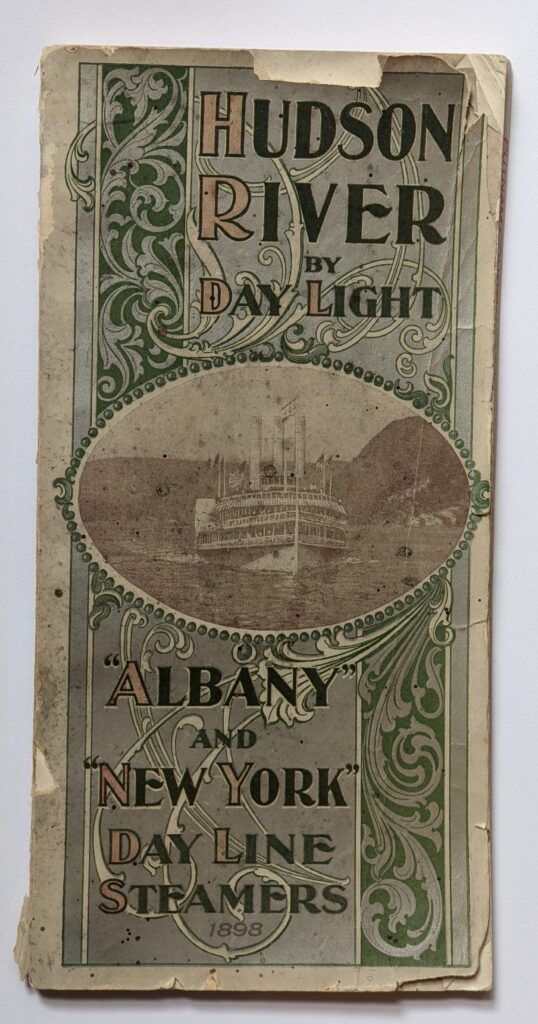 HUDSON
RIVER
BY
DAY LIGHT
"ALBANY"
AND
"NEW YORK"
DAY LINE
STEAMERS
1898